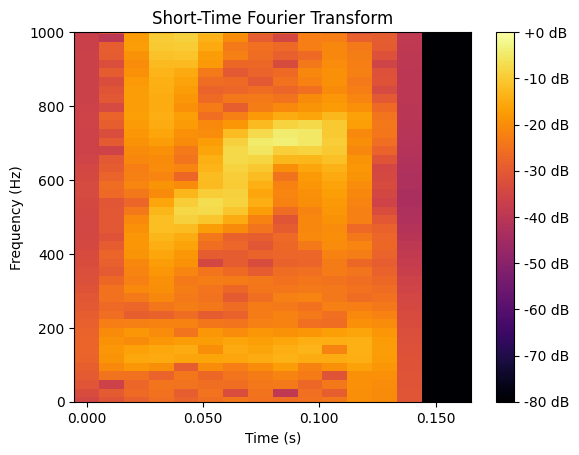 Short-Time Fourier Transform
Frequency (Hz)
1000
800
600
400
200
0
0.000
0.050
0.100
0.150
Time (s)
+0 dB
-10 dB
-20 dB
-30 dB
-40 dB
-50 dB
-60 dB
-70 dB
-80 dB